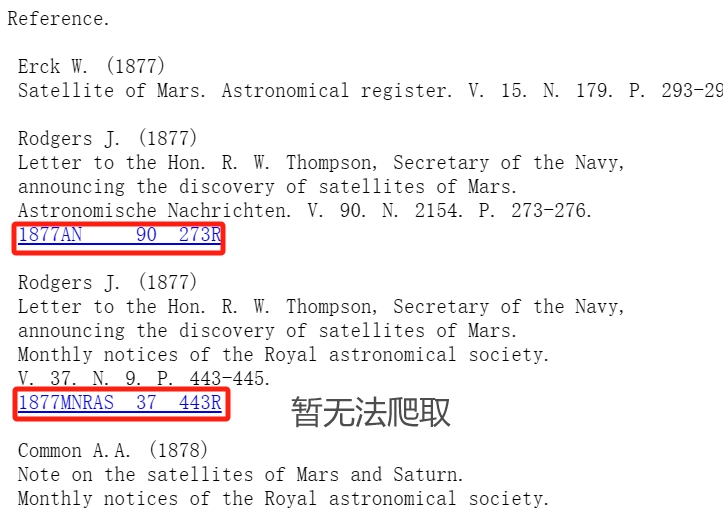 Reference.
Erck W. (1877)
Satellite of Mars. Astronomical register. V. 15. N. 179. P. 293-29
Rodgers J. (1877)
Letter to the Hon. R. W. Thompson, Secretary of the Navy,
announcing the discovery of satellites of Mars.
Astronomische Nachrichten. V. 90. N. 2154. P. 273-276.
1877AN     90  273R
Rodgers J. (1877)
Letter to the Hon. R. W. Thompson, Secretary of the Navy,
announcing the discovery of satellites of Mars.
Monthly notices of the Royal astronomical society.
V. 37. N. 9. P. 443-445.
1877MNRAS  37  443R
暂无法爬取
Common A.A. (1878)
Note on the satellites of Mars and Saturn.
Monthly notices of the Royal astronomical society.